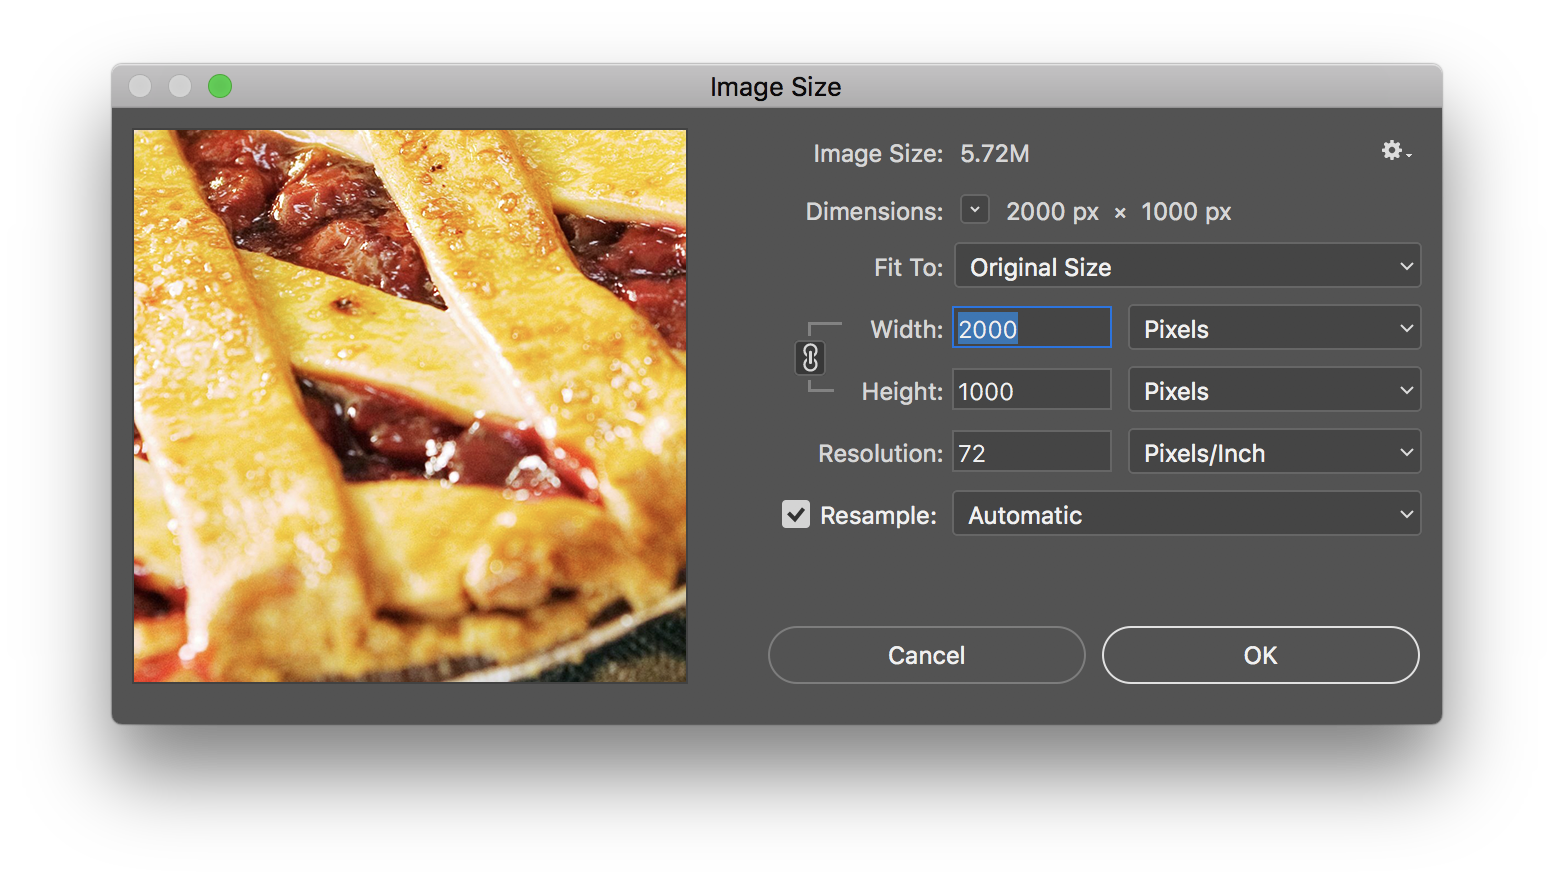 Image Size
Image Size: 5.72M
Dimensions: 2000 px × 1000 px
Fit To: Original Size
Width: 2000 Pixels
Height: 1000 Pixels
Resolution: 72 Pixels/Inch
Resample: Automatic
Cancel OK